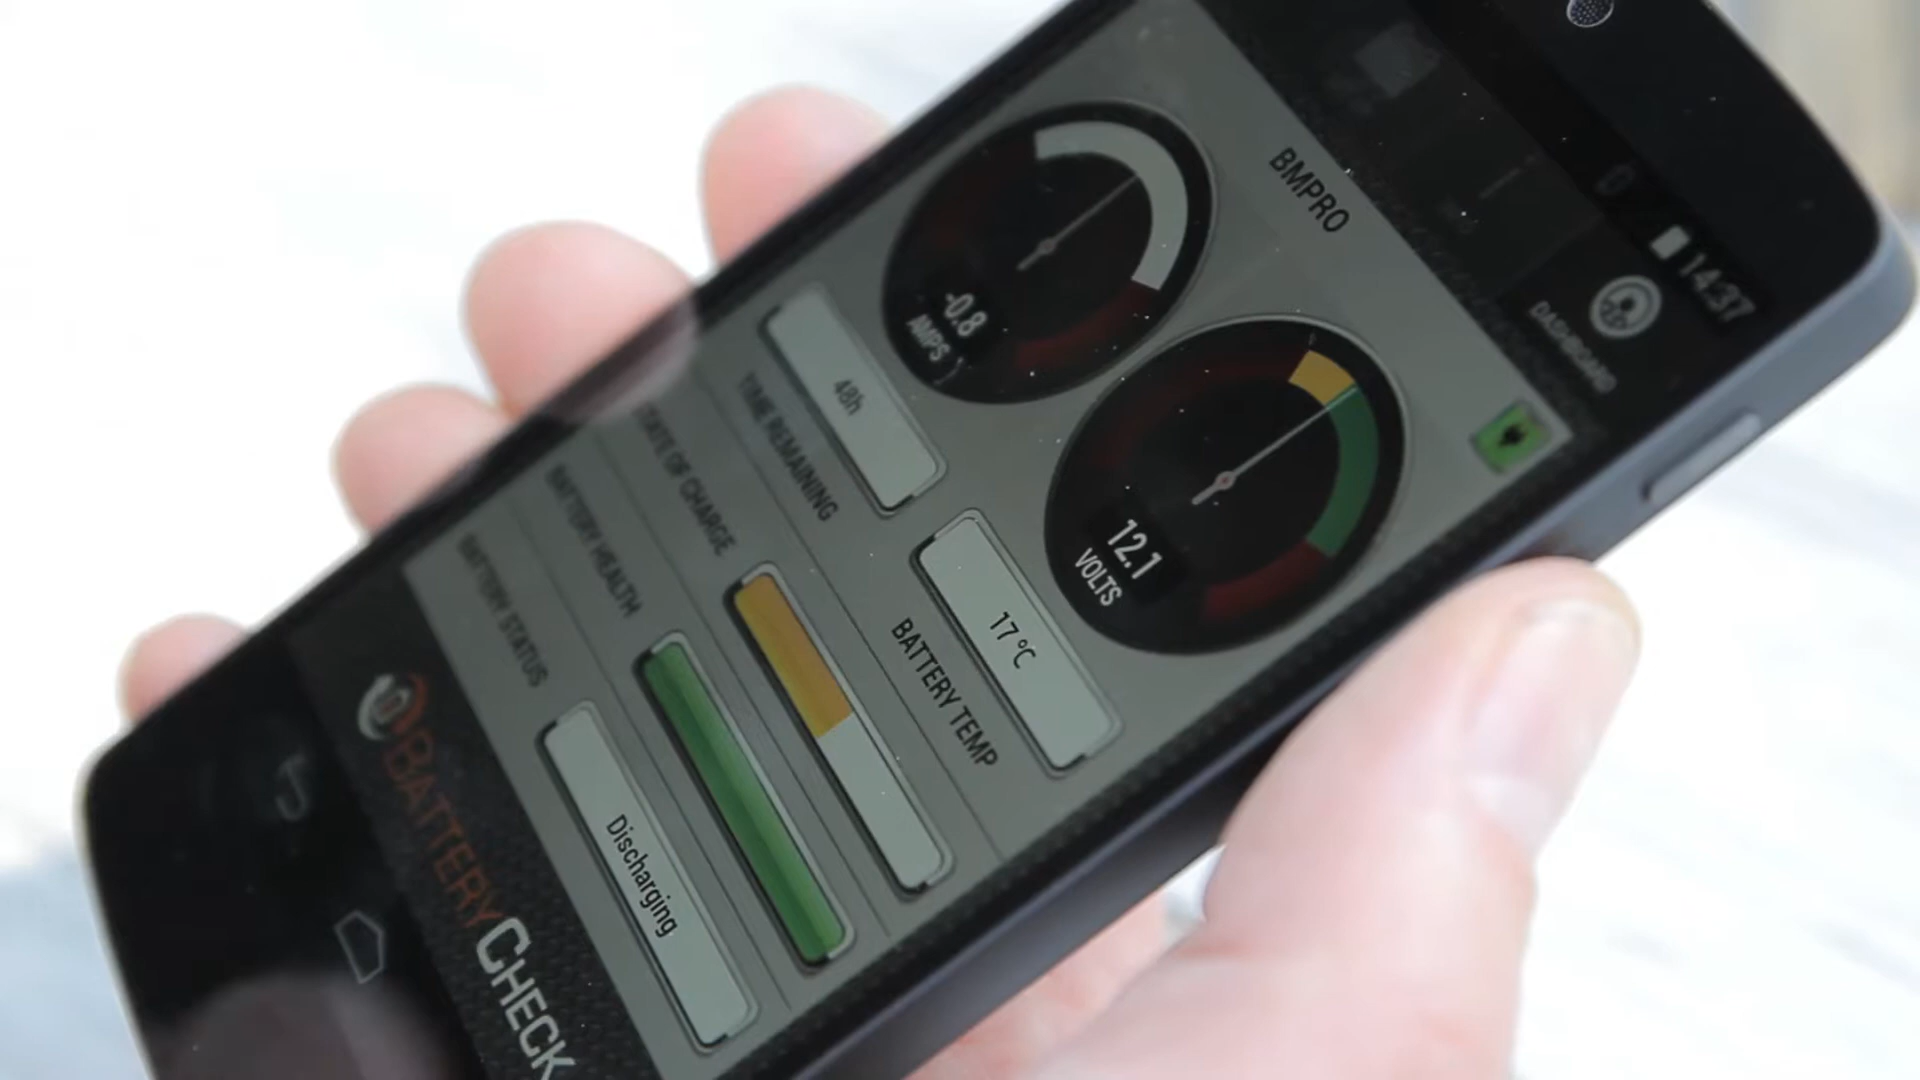 14:37
DASHBOARD
BMPRO
-0.8
AMPS
12.1
VOLTS
48h
TIME REMAINING
17°C
BATTERY TEMP
STATE OF CHARGE
BATTERY HEALTH
BATTERY STATUS
Discharging
BATTERYCHECK